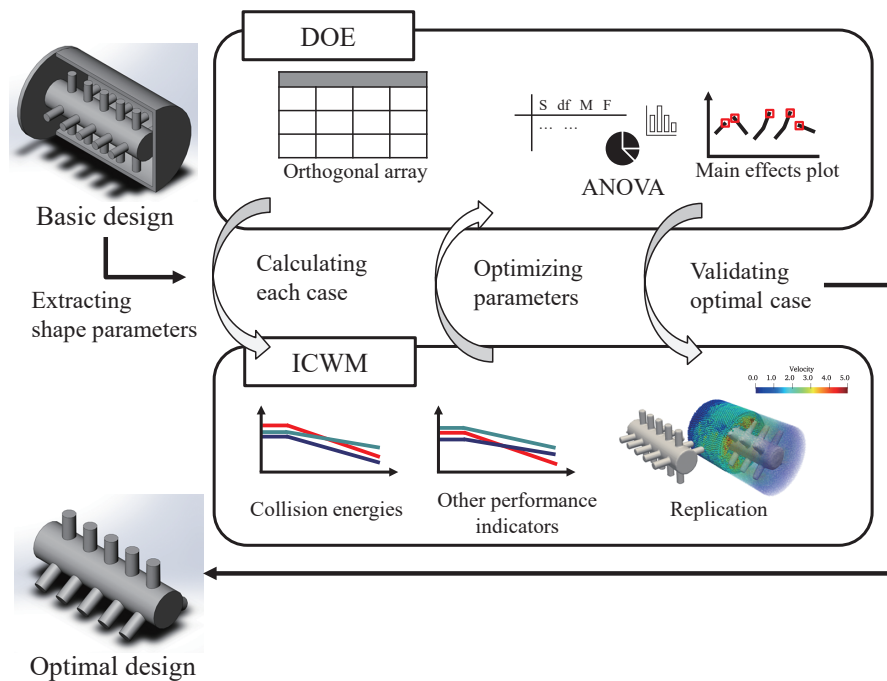 DOE
S df M F
... ...
Orthogonal array
ANOVA
Main effects plot
Basic design
Extracting
shape parameters
Calculating
each case
Optimizing
parameters
Validating
optimal case
ICWM
Velocity
0.0 1.0 2.0 3.0 4.0 5.0
Collision energies
Other performance
indicators
Replication
Optimal design